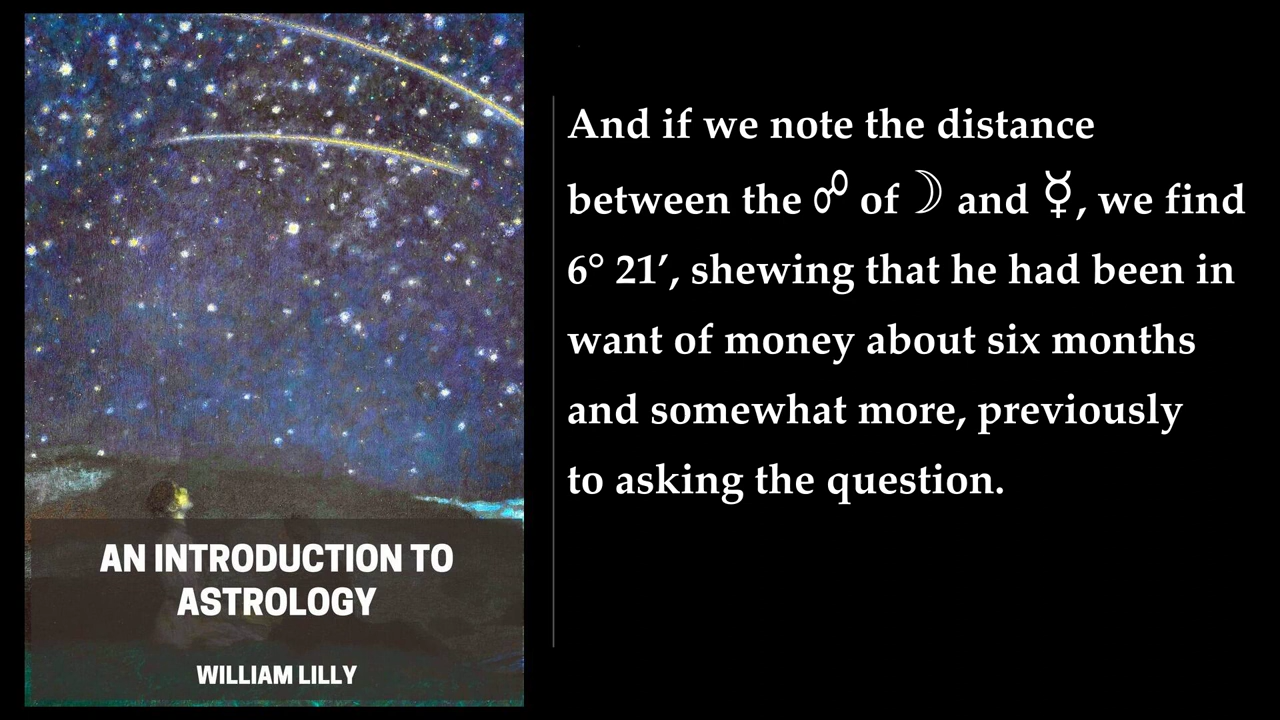 And if we note the distance
between the ☍ of ☽ and ☿, we find
6° 21′, shewing that he had been in
want of money about six months
and somewhat more, previously
to asking the question.
AN INTRODUCTION TO
ASTROLOGY
WILLIAM LILLY